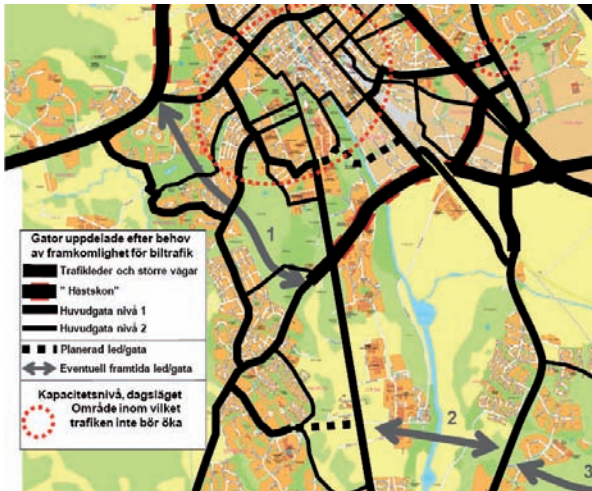 Gator uppdelade efter behov
av framkomlighet för biltrafik
Trafikleder och större vägar
" Hästskon"
Huvudgata nivå 1
Huvudgata nivå 2
Planerad led/gata
Eventuell framtida led/gata
Kapacitetsnivå, dagsläget
Område inom vilket
trafiken inte bör öka
1
2
3